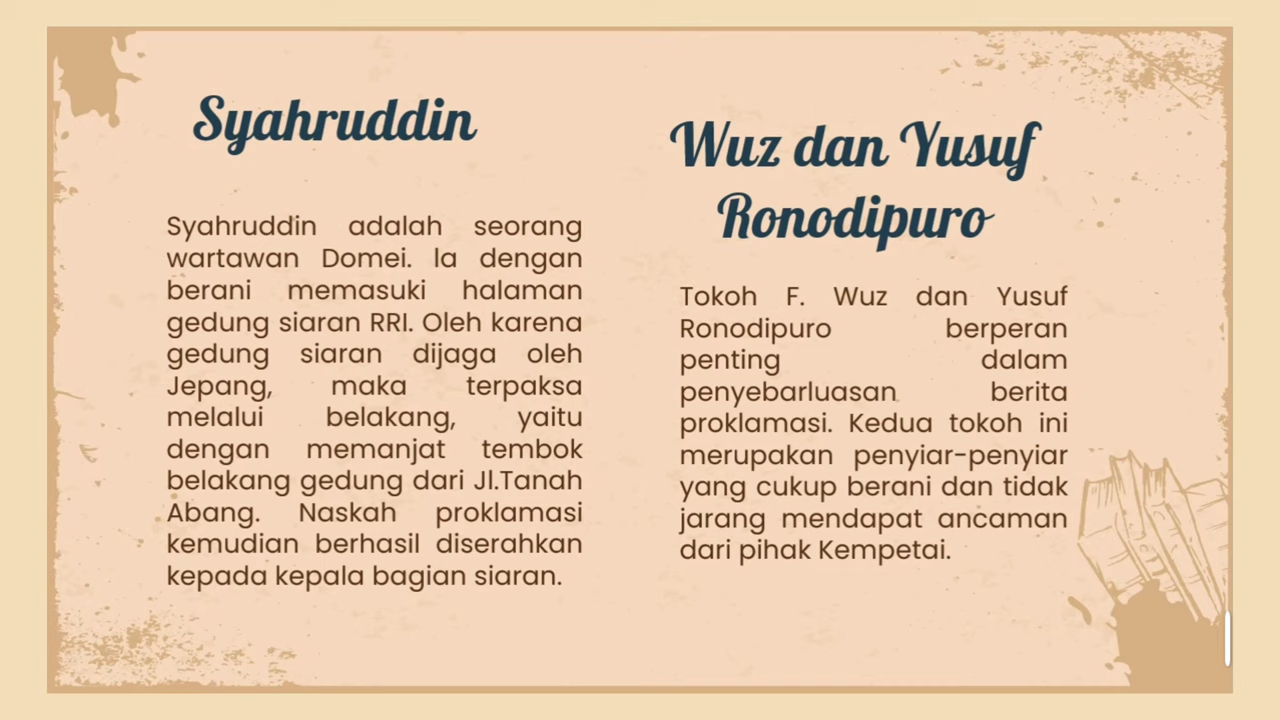 Syahruddin
Syahruddin adalah seorang
wartawan Domei. Ia dengan
berani memasuki halaman
gedung siaran RRI. Oleh karena
gedung siaran dijaga oleh
Jepang, maka terpaksa
melalui belakang, yaitu
dengan memanjat tembok
belakang gedung dari Jl.Tanah
Abang. Naskah proklamasi
kemudian berhasil diserahkan
kepada kepala bagian siaran.
Wuz dan Yusuf
Ronodipuro
Tokoh F. Wuz dan Yusuf
Ronodipuro berperan
penting dalam
penyebarluasan berita
proklamasi. Kedua tokoh ini
merupakan penyiar-penyiar
yang cukup berani dan tidak
jarang mendapat ancaman
dari pihak Kempetai.